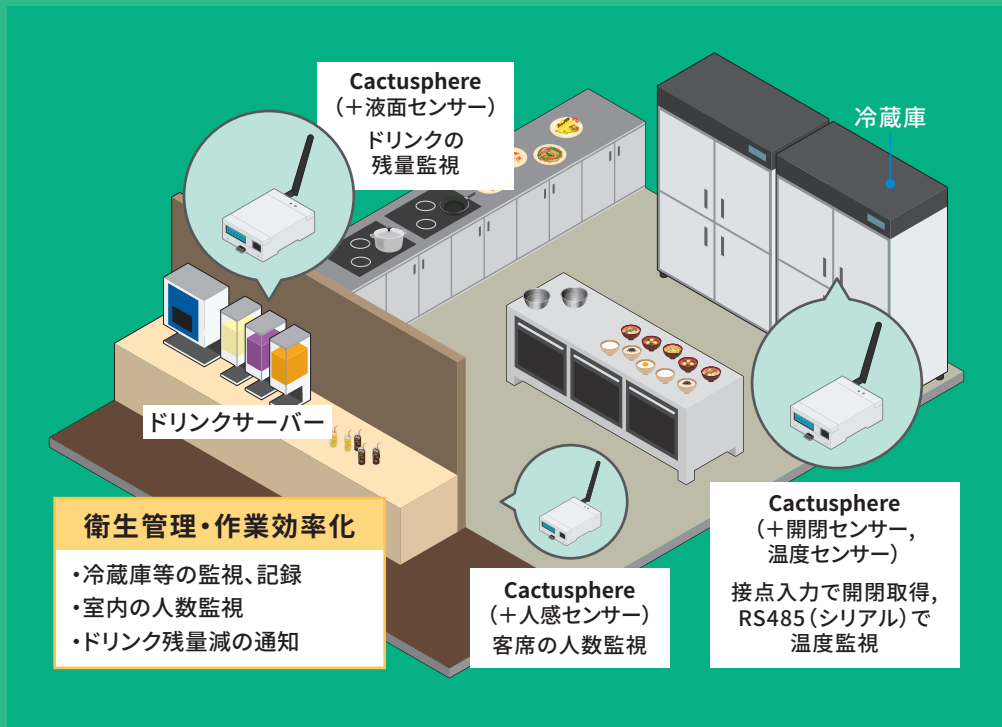 Cactusphere
（＋液面センサー）
ドリンクの
残量監視
冷蔵庫
ドリンクサーバー
衛生管理・作業効率化
・冷蔵庫等の監視、記録
・室内の人数監視
・ドリンク残量減の通知
Cactusphere
（＋人感センサー）
客席の人数監視
Cactusphere
（＋開閉センサー，
温度センサー）
接点入力で開閉取得，
RS485（シリアル）で
温度監視